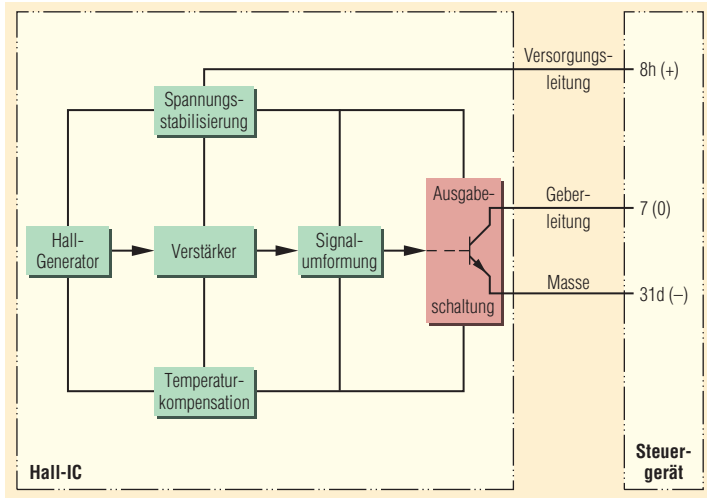 Versorgungs-
leitung
8h (+)
Spannungs-
stabilisierung
Ausgabe-
Geber-
leitung
7 (0)
Hall-
Generator
Verstärker
Signal-
umformung
Masse
schaltung
31d (–)
Temperatur-
kompensation
Hall-IC
Steuer-
gerät